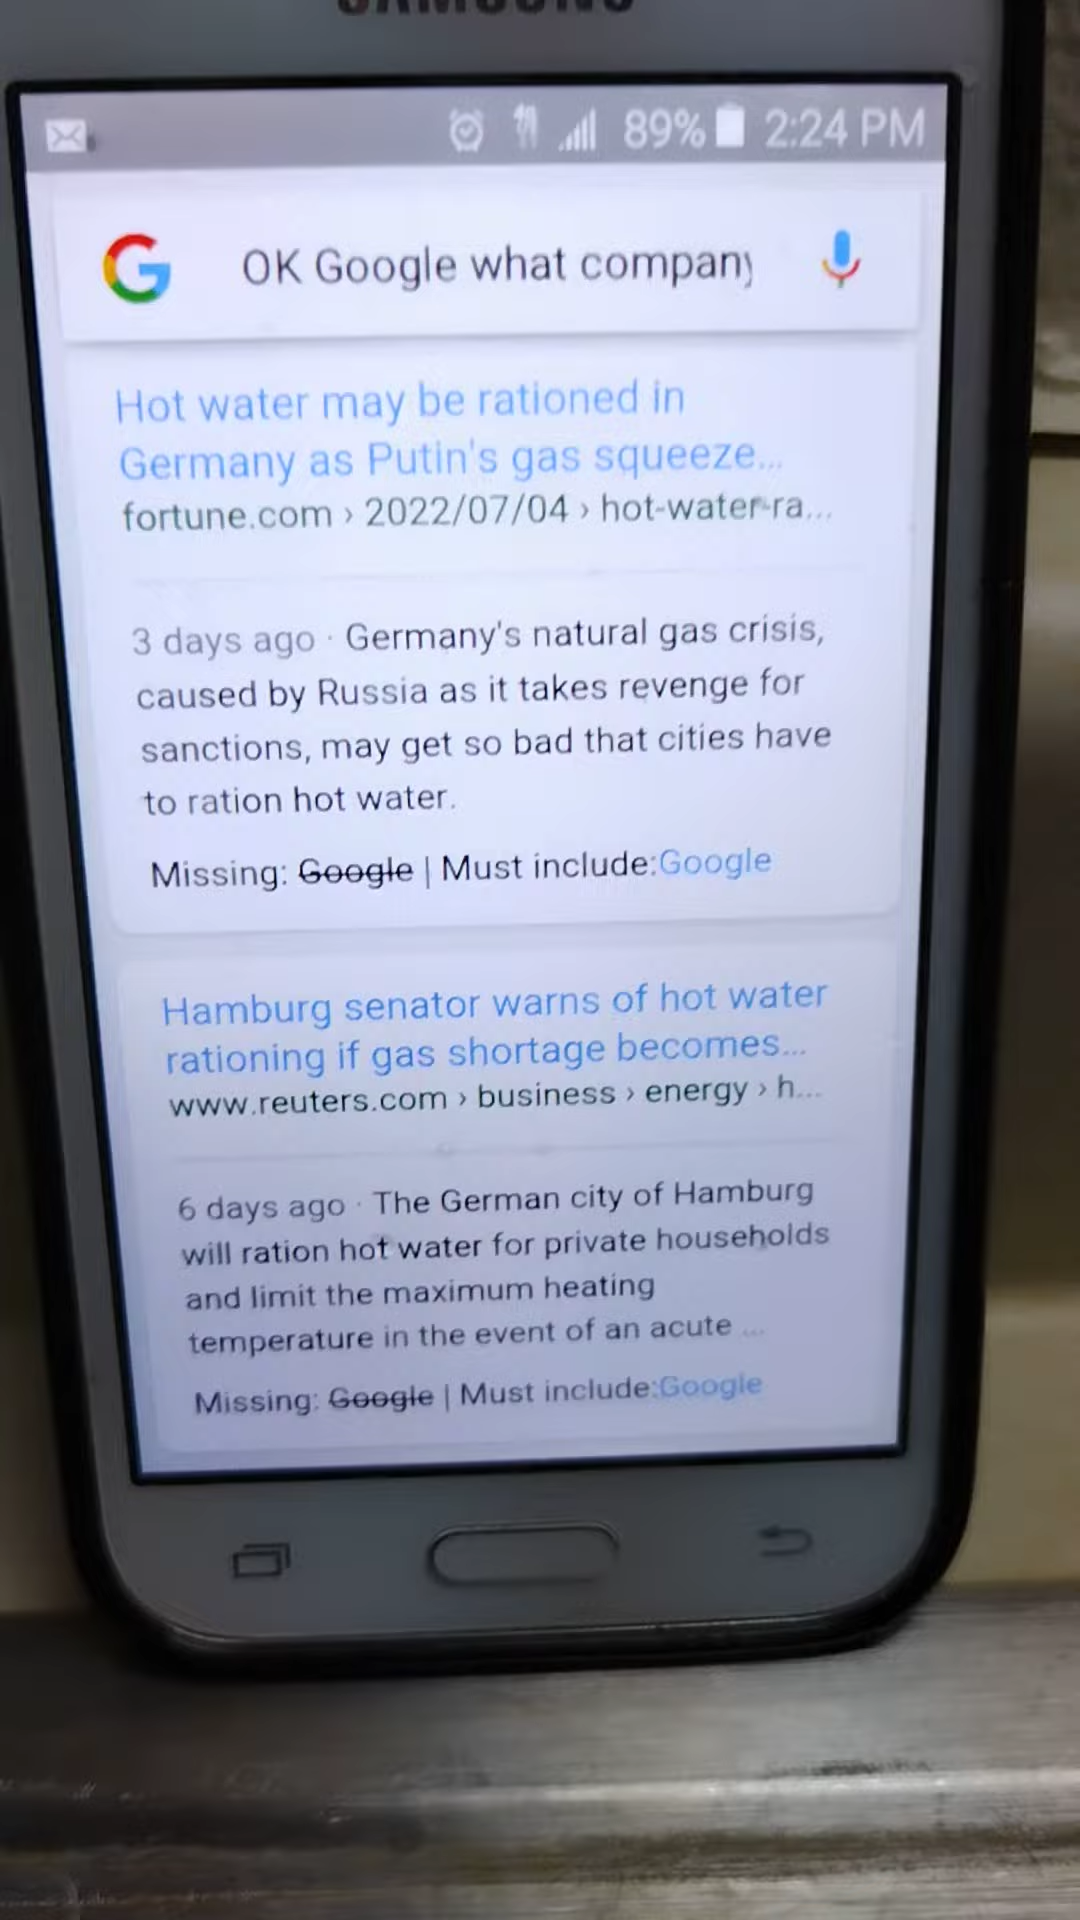 SAMSUNG
89% 2:24 PM
OK Google what company
Hot water may be rationed in
Germany as Putin's gas squeeze...
fortune.com › 2022/07/04 › hot-water-ra...
3 days ago · Germany's natural gas crisis,
caused by Russia as it takes revenge for
sanctions, may get so bad that cities have
to ration hot water.
Missing: Google | Must include:Google
Hamburg senator warns of hot water
rationing if gas shortage becomes...
www.reuters.com › business › energy › h...
6 days ago · The German city of Hamburg
will ration hot water for private households
and limit the maximum heating
temperature in the event of an acute ...
Missing: Google | Must include:Google